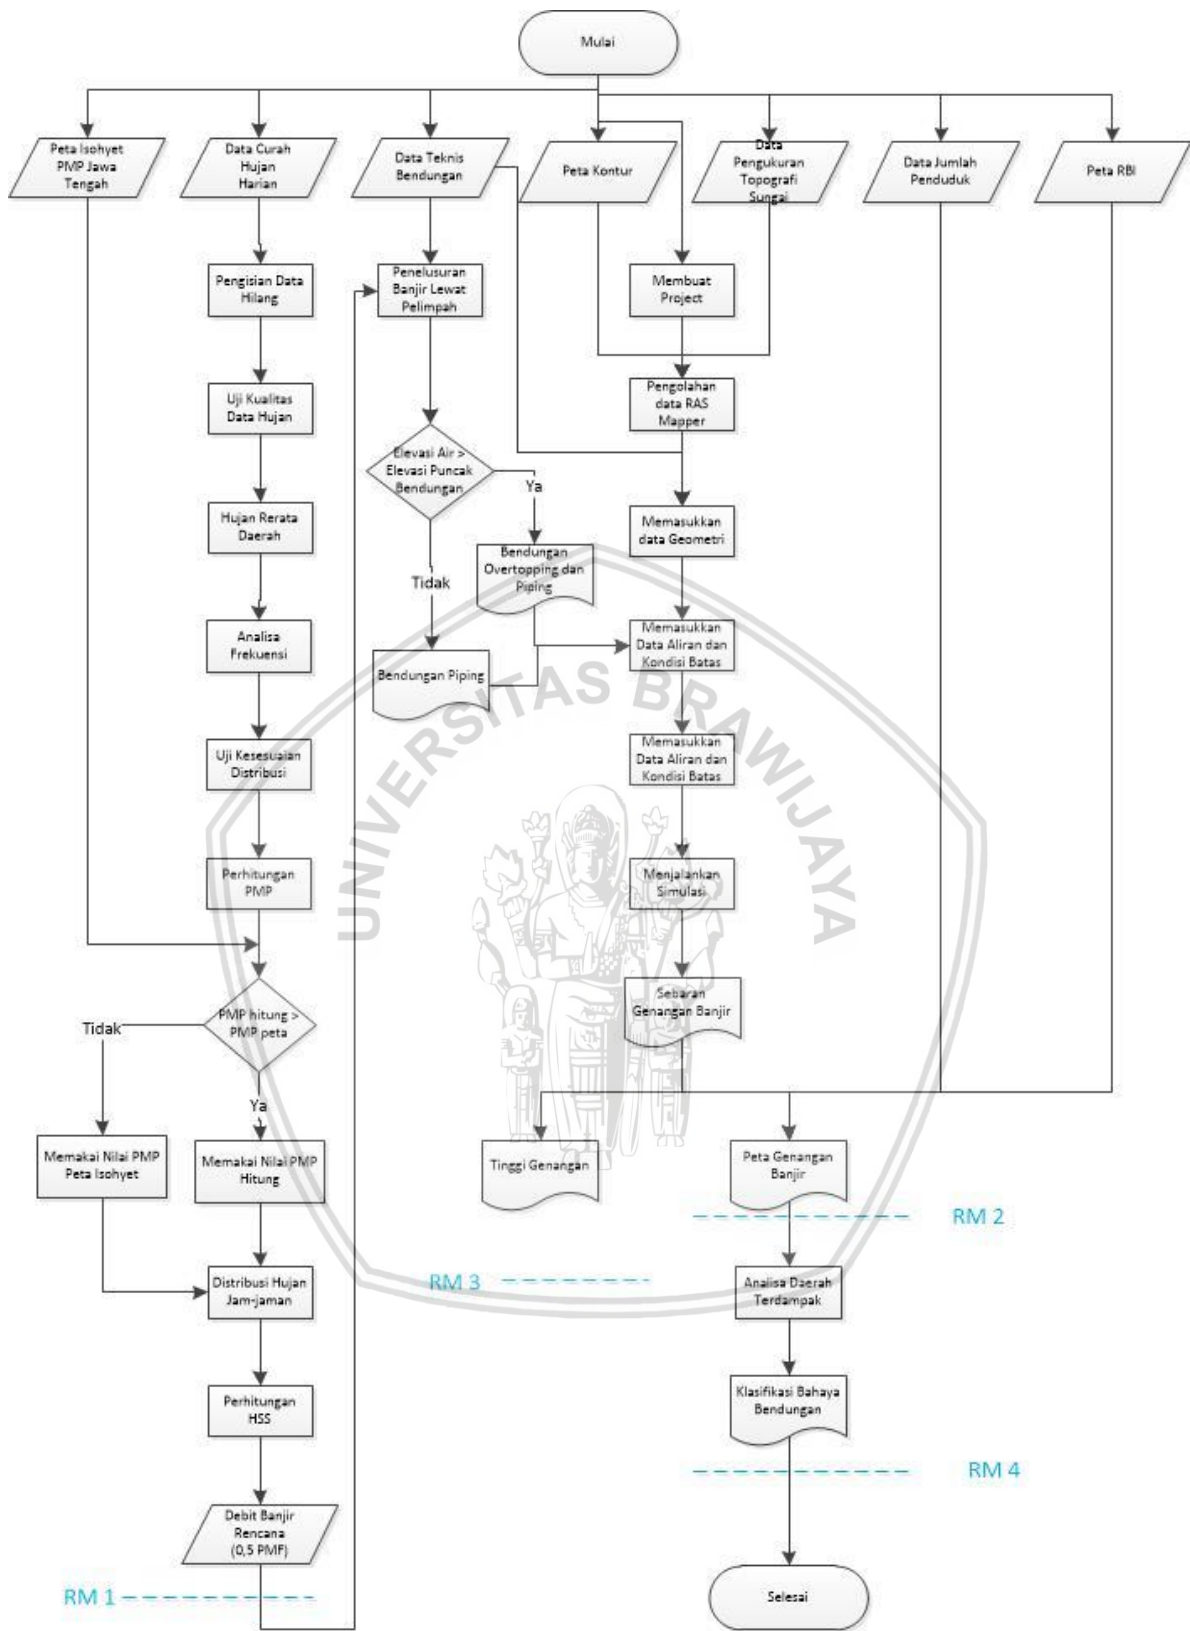 Mulai
Peta Isohyet
PMP Jawa
Tengah
Data Curah
Hujan
Harian
Data Teknis
Bendungan
Peta Kontur
Data
Pengukuran
Topografi
Sungai
Data Jumlah
Penduduk
Peta RBI
Pengisian Data
Hilang
Penelusuran
Banjir Lewat
Pelimpah
Membuat
Project
Uji Kualitas
Data Hujan
Pengolahan
data RAS
Mapper
Elevasi Air >
Elevasi Puncak
Bendungan
Ya
Tidak
Hujan Rerata
Daerah
Memasukkan
data Geometri
Bendungan
Overtopping dan
Piping
Analisa
Frekuensi
Memasukkan
Data Aliran dan
Kondisi Batas
Bendungan Piping
Uji Kesesuaian
Distribusi
Memasukkan
Data Aliran dan
Kondisi Batas
Perhitungan
PMP
Menjalankan
Simulasi
UNIVERSITAS BRAWIJAYA
PMP hitung >
PMP peta
Tidak
Ya
Sebaran
Genangan Banjir
Memakai Nilai PMP
Peta Isohyet
Memakai Nilai PMP
Hitung
Tinggi Genangan
Peta Genangan
Banjir
RM 2
RM 3
Distribusi Hujan
Jam-jaman
Analisa Daerah
Terdampak
Perhitungan
HSS
Klasifikasi Bahaya
Bendungan
RM 4
Debit Banjir
Rencana
(0,5 PMF)
RM 1
Selesai